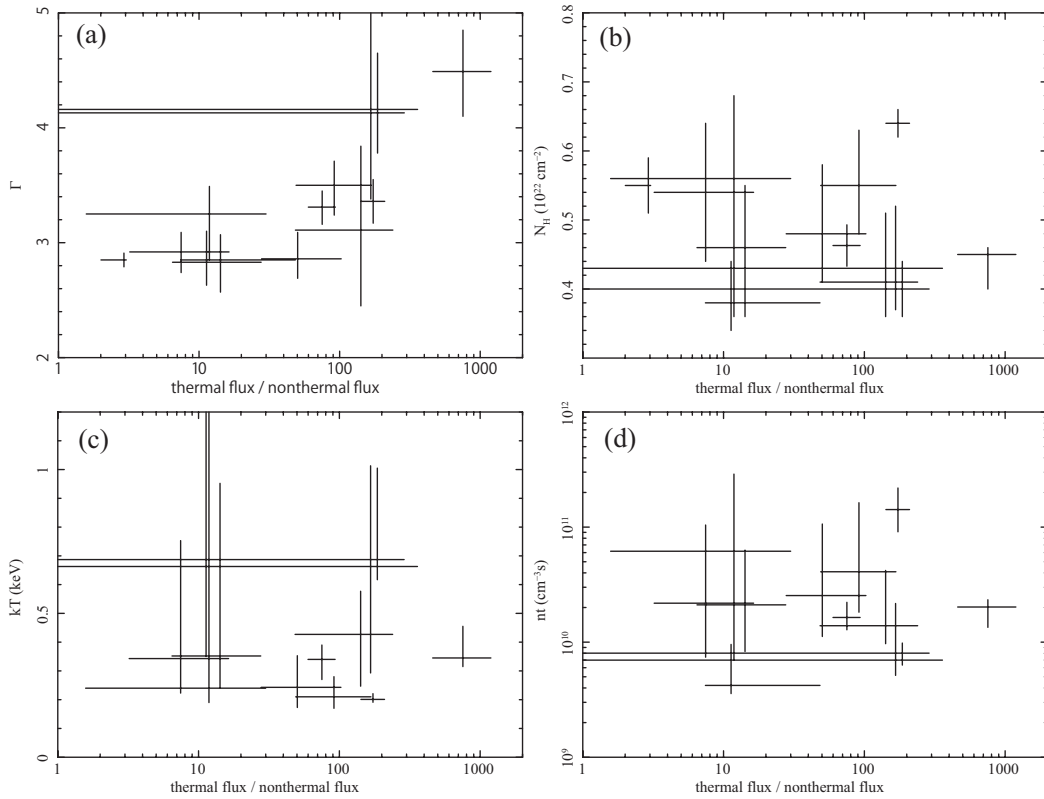 (a)
5
4
3
2
Γ
1 10 100 1000
thermal flux / nonthermal flux
(b)
0.8
0.7
0.6
0.5
0.4
N_H (10^22 cm^-2)
1 10 100 1000
thermal flux / nonthermal flux
(c)
1
0.5
0
kT (keV)
1 10 100 1000
thermal flux / nonthermal flux
(d)
10^12
10^11
10^10
10^9
nt (cm^-3s)
1 10 100 1000
thermal flux / nonthermal flux